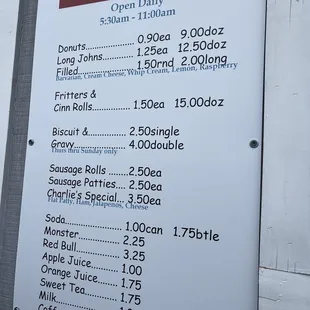 Open Daily
5:30am - 11:00am
Donuts.................. 0.90ea 9.00doz
Long Johns............. 1.25ea 12.50doz
Filled..................... 1.50rnd 2.00long
Bavarian, Cream Cheese, Whip Cream, Lemon, Raspberry
Fritters &
Cinn Rolls............. 1.50ea 15.00doz
Biscuit &.............. 2.50single
Gravy.................... 4.00double
Thurs thru Sunday only
Sausage Rolls ........ 2.50ea
Sausage Patties.... 2.50ea
Charlie's Special... 3.50ea
Flat Patty, Ham, Jalapenos, Cheese
Soda....................... 1.00can 1.75btle
Monster................. 2.25
Red Bull.................. 3.25
Apple Juice............ 1.00
Orange Juice.......... 1.75
Sweet Tea.............. 1.75
Milk........................ 1.75